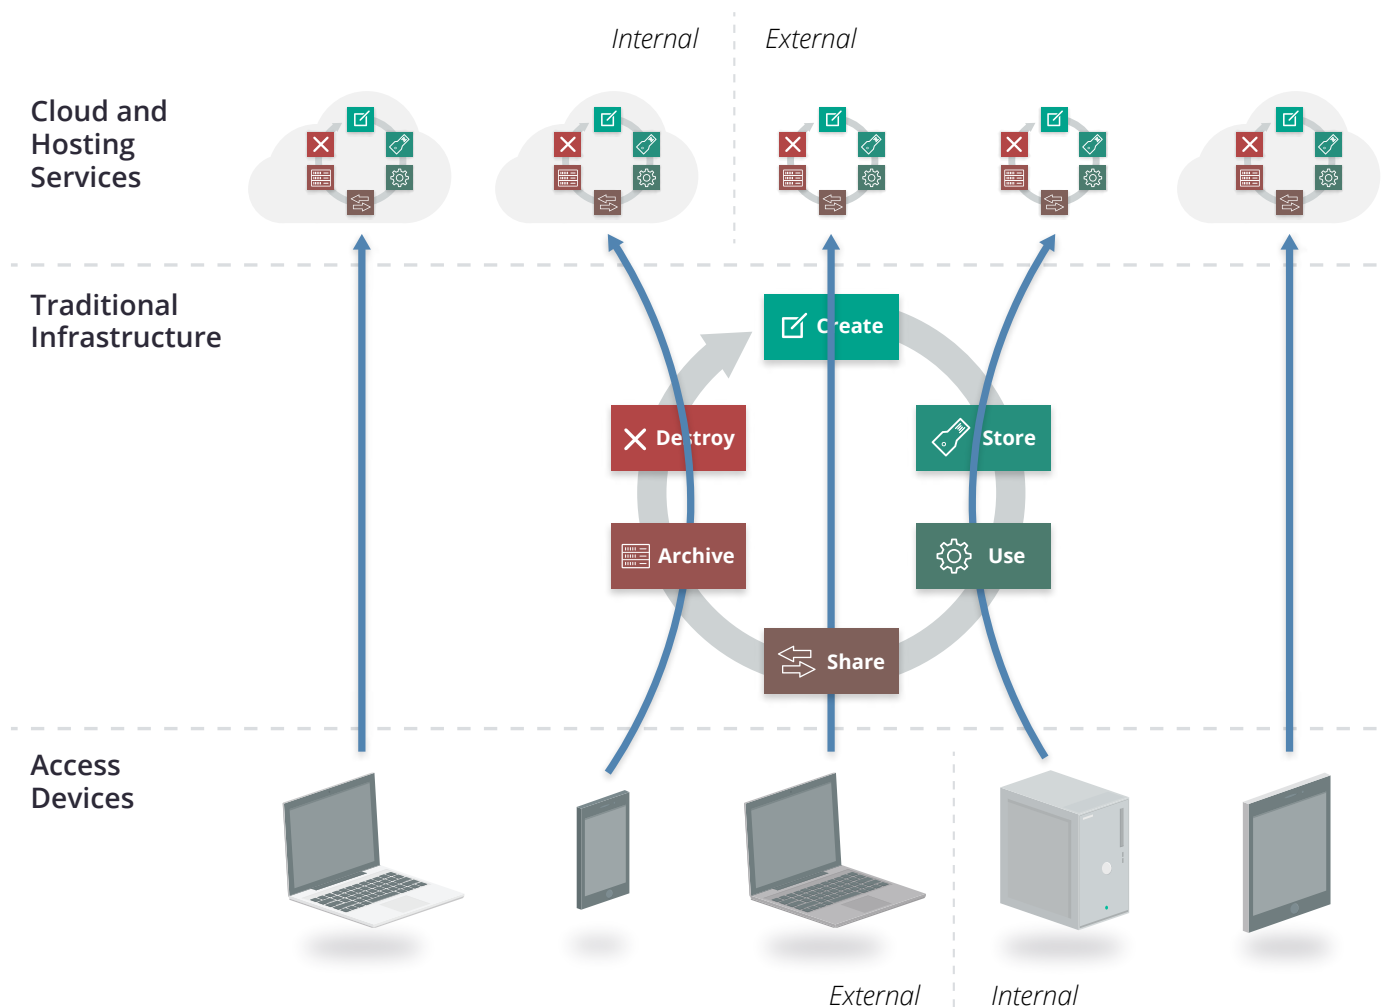 Internal
External
Cloud and
Hosting
Services
Traditional
Infrastructure
Create
Destroy
Store
Archive
Use
Share
Access
Devices
External
Internal